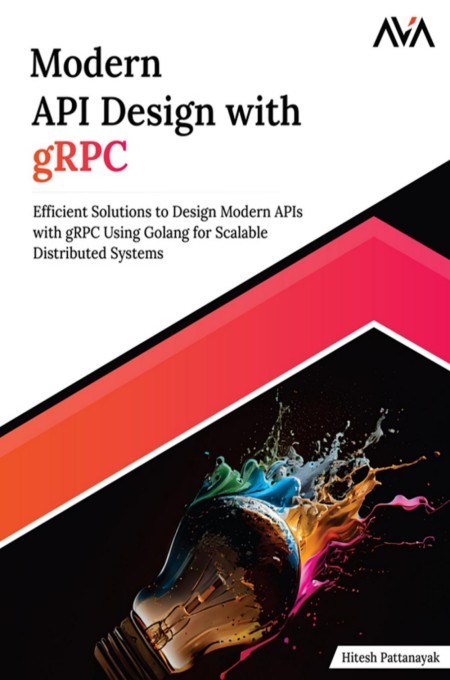 AVA
Modern
API Design with
gRPC
Efficient Solutions to Design Modern APIs
with gRPC Using Golang for Scalable
Distributed Systems
Hitesh Pattanayak